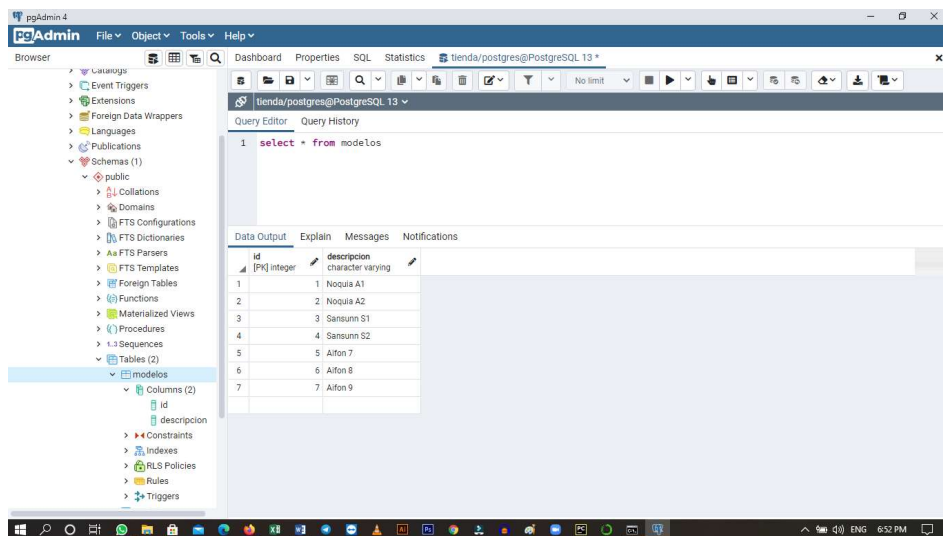 pgAdmin 4
pgAdmin File Object Tools Help
Browser
Dashboard Properties SQL Statistics tienda/postgres@PostgreSQL 13 *
Catalogs
Event Triggers
Extensions
Foreign Data Wrappers
Languages
Publications
Schemas (1)
public
Collations
Domains
FTS Configurations
FTS Dictionaries
FTS Parsers
FTS Templates
Foreign Tables
Functions
Materialized Views
Procedures
1..3 Sequences
Tables (2)
modelos
Columns (2)
id
descripcion
Constraints
Indexes
RLS Policies
Rules
Triggers
No limit
tienda/postgres@PostgreSQL 13
Query Editor Query History
1 select * from modelos
Data Output Explain Messages Notifications
id descripcion
[PK] integer character varying
1 1 Noquia A1
2 2 Noquia A2
3 3 Sansunn S1
4 4 Sansunn S2
5 5 Aifon 7
6 6 Aifon 8
7 7 Aifon 9
ENG 6:52 PM